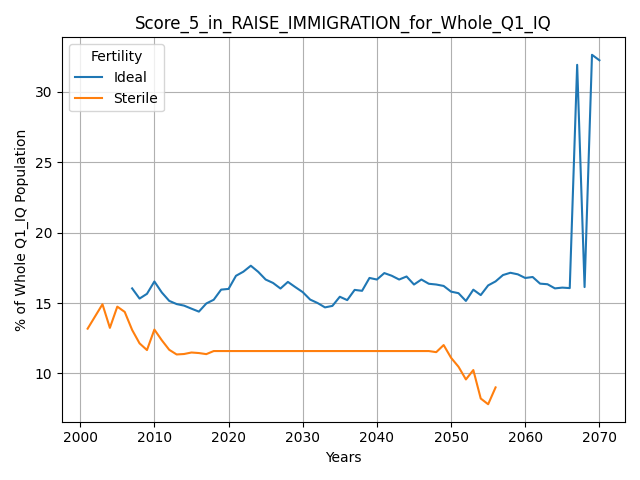 Score_5_in_RAISE_IMMIGRATION_for_Whole_Q1_IQ
Fertility
Ideal
Sterile
% of Whole Q1_IQ Population
30
25
20
15
10
2000 2010 2020 2030 2040 2050 2060 2070
Years